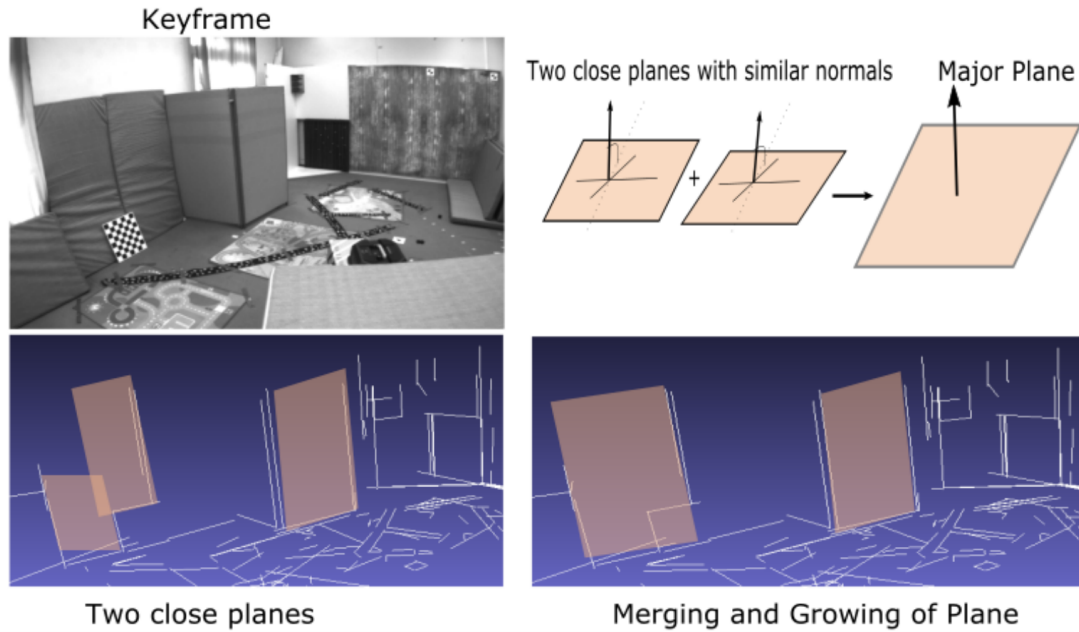 Keyframe
Two close planes with similar normals
Major Plane
+
Two close planes
Merging and Growing of Plane